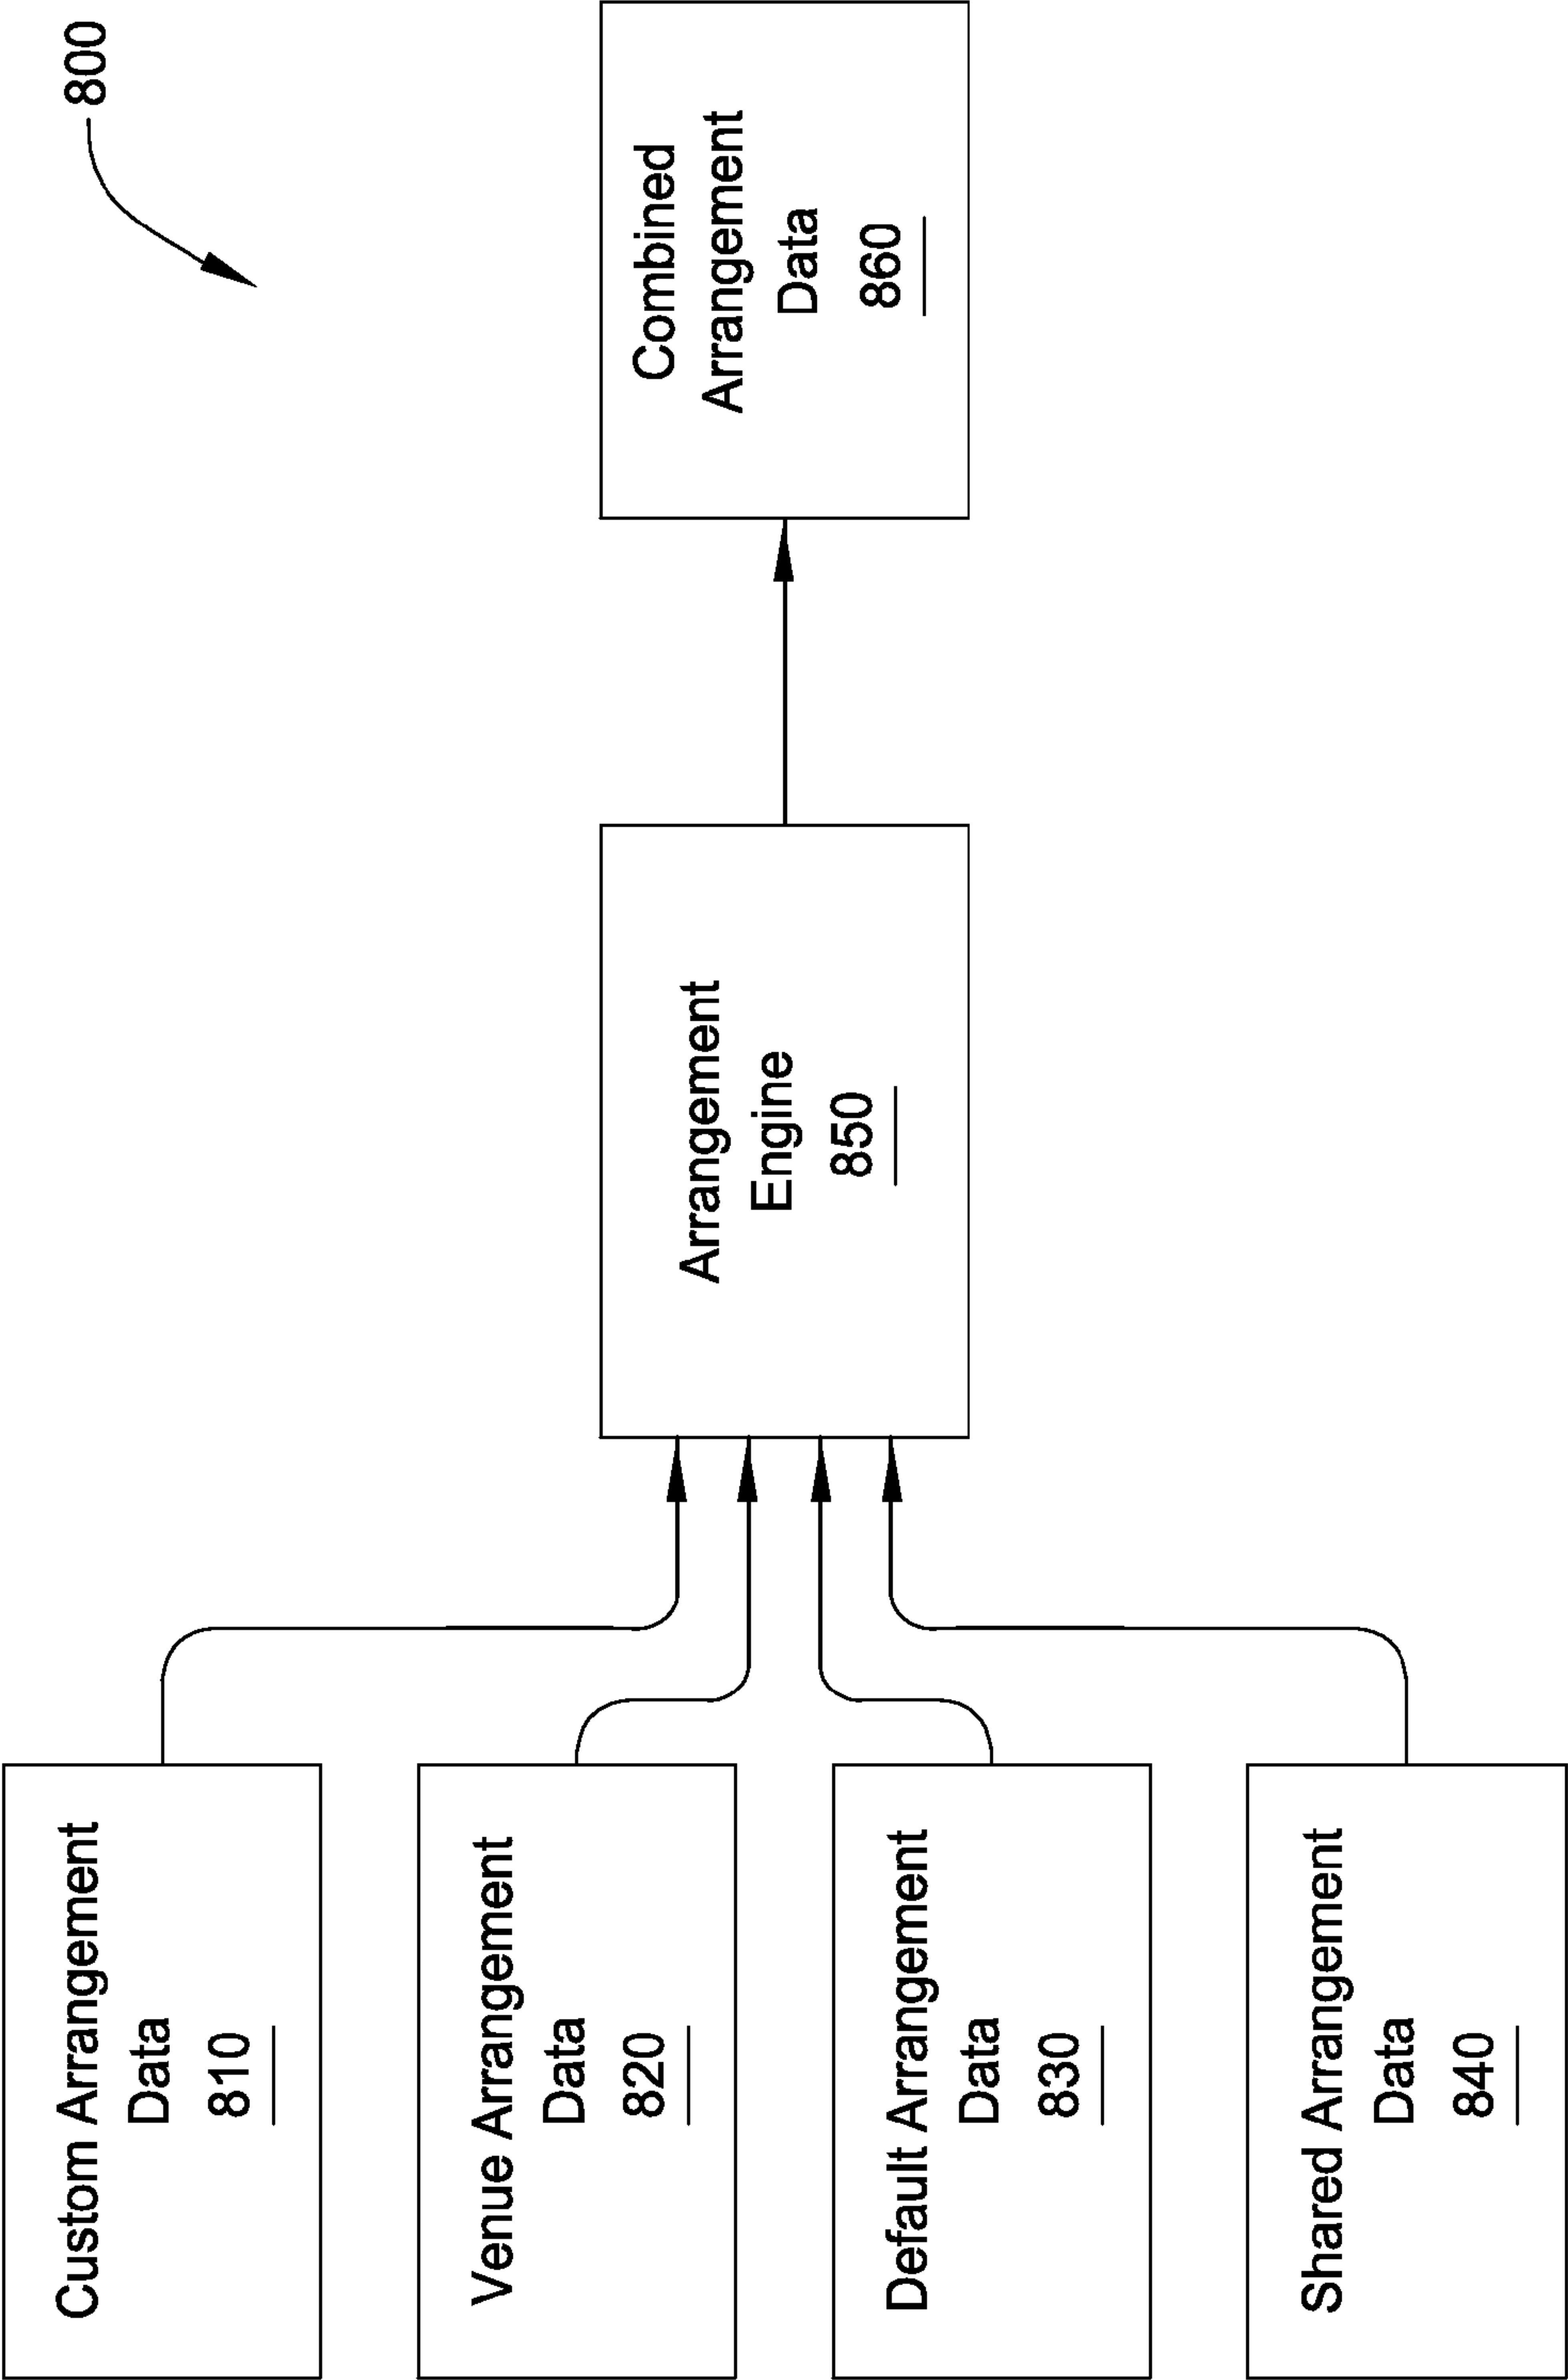 800
Custom Arrangement
Data
810
Venue Arrangement
Data
820
Default Arrangement
Data
830
Shared Arrangement
Data
840
Arrangement
Engine
850
Combined
Arrangement
Data
860